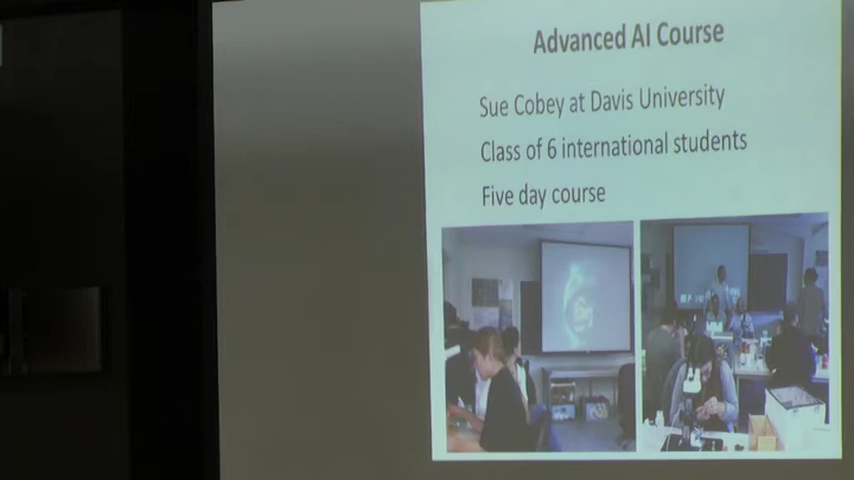 Advanced AI Course
Sue Cobey at Davis University
Class of 6 international students
Five day course